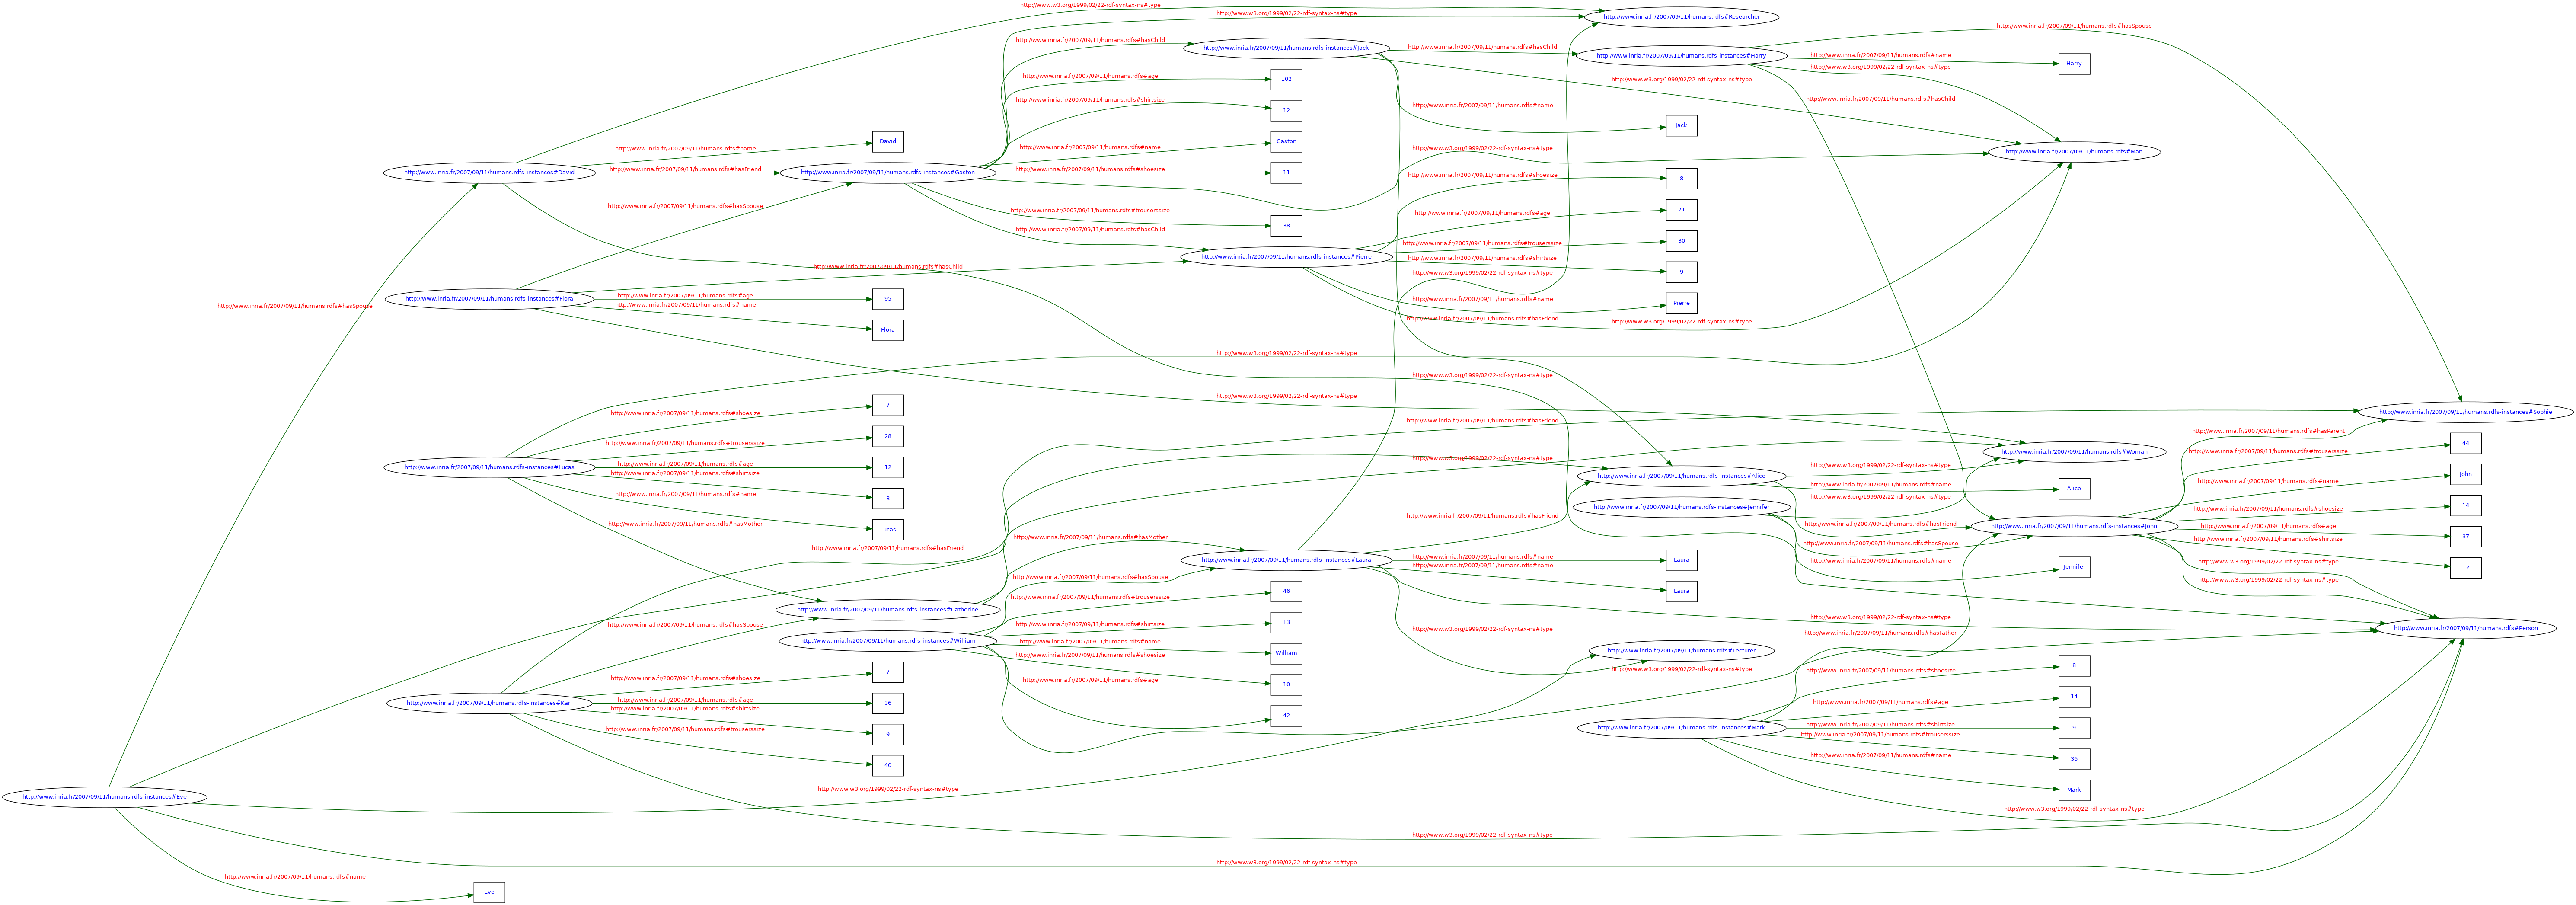 http://www.w3.org/1999/02/22-rdf-syntax-ns#type
http://www.w3.org/1999/02/22-rdf-syntax-ns#type
http://www.inria.fr/2007/09/11/humans.rdfs#Researcher
http://www.inria.fr/2007/09/11/humans.rdfs#hasSpouse
http://www.inria.fr/2007/09/11/humans.rdfs#hasChild
http://www.inria.fr/2007/09/11/humans.rdfs-instances#Jack
http://www.inria.fr/2007/09/11/humans.rdfs#hasChild
http://www.inria.fr/2007/09/11/humans.rdfs-instances#Harry
http://www.inria.fr/2007/09/11/humans.rdfs#name
Harry
http://www.w3.org/1999/02/22-rdf-syntax-ns#type
http://www.inria.fr/2007/09/11/humans.rdfs#age
102
http://www.w3.org/1999/02/22-rdf-syntax-ns#type
http://www.inria.fr/2007/09/11/humans.rdfs#hasChild
http://www.inria.fr/2007/09/11/humans.rdfs#shirtsize
12
http://www.inria.fr/2007/09/11/humans.rdfs#name
Jack
http://www.inria.fr/2007/09/11/humans.rdfs#name
David
http://www.inria.fr/2007/09/11/humans.rdfs#name
Gaston
http://www.w3.org/1999/02/22-rdf-syntax-ns#type
http://www.inria.fr/2007/09/11/humans.rdfs#Man
http://www.inria.fr/2007/09/11/humans.rdfs-instances#David
http://www.inria.fr/2007/09/11/humans.rdfs#hasFriend
http://www.inria.fr/2007/09/11/humans.rdfs-instances#Gaston
http://www.inria.fr/2007/09/11/humans.rdfs#shoesize
11
http://www.inria.fr/2007/09/11/humans.rdfs#shoesize
8
http://www.inria.fr/2007/09/11/humans.rdfs#hasSpouse
http://www.inria.fr/2007/09/11/humans.rdfs#trouserssize
38
http://www.inria.fr/2007/09/11/humans.rdfs#age
71
http://www.inria.fr/2007/09/11/humans.rdfs#hasChild
http://www.inria.fr/2007/09/11/humans.rdfs#trouserssize
30
http://www.inria.fr/2007/09/11/humans.rdfs#hasChild
http://www.inria.fr/2007/09/11/humans.rdfs-instances#Pierre
http://www.inria.fr/2007/09/11/humans.rdfs#shirtsize
9
http://www.w3.org/1999/02/22-rdf-syntax-ns#type
http://www.inria.fr/2007/09/11/humans.rdfs-instances#Flora
http://www.inria.fr/2007/09/11/humans.rdfs#age
95
http://www.inria.fr/2007/09/11/humans.rdfs#name
Pierre
http://www.inria.fr/2007/09/11/humans.rdfs#hasSpouse
http://www.inria.fr/2007/09/11/humans.rdfs#name
Flora
http://www.inria.fr/2007/09/11/humans.rdfs#hasFriend
http://www.w3.org/1999/02/22-rdf-syntax-ns#type
http://www.w3.org/1999/02/22-rdf-syntax-ns#type
http://www.w3.org/1999/02/22-rdf-syntax-ns#type
http://www.w3.org/1999/02/22-rdf-syntax-ns#type
http://www.inria.fr/2007/09/11/humans.rdfs#shoesize
7
http://www.inria.fr/2007/09/11/humans.rdfs#hasFriend
http://www.inria.fr/2007/09/11/humans.rdfs-instances#Sophie
http://www.inria.fr/2007/09/11/humans.rdfs#hasParent
http://www.inria.fr/2007/09/11/humans.rdfs#trouserssize
28
http://www.inria.fr/2007/09/11/humans.rdfs#trouserssize
44
http://www.inria.fr/2007/09/11/humans.rdfs#Woman
http://www.w3.org/1999/02/22-rdf-syntax-ns#type
http://www.inria.fr/2007/09/11/humans.rdfs-instances#Lucas
http://www.inria.fr/2007/09/11/humans.rdfs#age
12
http://www.w3.org/1999/02/22-rdf-syntax-ns#type
http://www.inria.fr/2007/09/11/humans.rdfs#shirtsize
8
http://www.inria.fr/2007/09/11/humans.rdfs-instances#Alice
http://www.inria.fr/2007/09/11/humans.rdfs#name
Alice
http://www.inria.fr/2007/09/11/humans.rdfs#name
John
http://www.inria.fr/2007/09/11/humans.rdfs#name
Lucas
http://www.w3.org/1999/02/22-rdf-syntax-ns#type
http://www.inria.fr/2007/09/11/humans.rdfs-instances#Jennifer
http://www.inria.fr/2007/09/11/humans.rdfs#shoesize
14
http://www.inria.fr/2007/09/11/humans.rdfs#hasFriend
http://www.inria.fr/2007/09/11/humans.rdfs#hasMother
http://www.inria.fr/2007/09/11/humans.rdfs#hasFriend
http://www.inria.fr/2007/09/11/humans.rdfs-instances#John
http://www.inria.fr/2007/09/11/humans.rdfs#age
37
http://www.inria.fr/2007/09/11/humans.rdfs#hasMother
http://www.inria.fr/2007/09/11/humans.rdfs#hasSpouse
http://www.inria.fr/2007/09/11/humans.rdfs#shirtsize
12
http://www.inria.fr/2007/09/11/humans.rdfs#hasFriend
http://www.inria.fr/2007/09/11/humans.rdfs-instances#Laura
http://www.inria.fr/2007/09/11/humans.rdfs#name
Laura
http://www.inria.fr/2007/09/11/humans.rdfs#name
Jennifer
http://www.w3.org/1999/02/22-rdf-syntax-ns#type
http://www.inria.fr/2007/09/11/humans.rdfs#name
Laura
http://www.inria.fr/2007/09/11/humans.rdfs#hasSpouse
http://www.w3.org/1999/02/22-rdf-syntax-ns#type
http://www.inria.fr/2007/09/11/humans.rdfs#trouserssize
46
http://www.inria.fr/2007/09/11/humans.rdfs-instances#Catherine
http://www.w3.org/1999/02/22-rdf-syntax-ns#type
http://www.inria.fr/2007/09/11/humans.rdfs#hasSpouse
http://www.inria.fr/2007/09/11/humans.rdfs#shirtsize
13
http://www.w3.org/1999/02/22-rdf-syntax-ns#type
http://www.inria.fr/2007/09/11/humans.rdfs#hasFather
http://www.inria.fr/2007/09/11/humans.rdfs#Person
http://www.inria.fr/2007/09/11/humans.rdfs-instances#William
http://www.inria.fr/2007/09/11/humans.rdfs#name
William
http://www.inria.fr/2007/09/11/humans.rdfs#Lecturer
http://www.inria.fr/2007/09/11/humans.rdfs#shoesize
10
http://www.w3.org/1999/02/22-rdf-syntax-ns#type
http://www.inria.fr/2007/09/11/humans.rdfs#shoesize
8
http://www.inria.fr/2007/09/11/humans.rdfs#shoesize
7
http://www.inria.fr/2007/09/11/humans.rdfs#age
42
http://www.inria.fr/2007/09/11/humans.rdfs#age
14
http://www.inria.fr/2007/09/11/humans.rdfs-instances#Karl
http://www.inria.fr/2007/09/11/humans.rdfs#age
36
http://www.inria.fr/2007/09/11/humans.rdfs#shirtsize
9
http://www.inria.fr/2007/09/11/humans.rdfs-instances#Mark
http://www.inria.fr/2007/09/11/humans.rdfs#shirtsize
9
http://www.inria.fr/2007/09/11/humans.rdfs#trouserssize
40
http://www.inria.fr/2007/09/11/humans.rdfs#trouserssize
36
http://www.inria.fr/2007/09/11/humans.rdfs#name
Mark
http://www.w3.org/1999/02/22-rdf-syntax-ns#type
http://www.inria.fr/2007/09/11/humans.rdfs-instances#Eve
http://www.w3.org/1999/02/22-rdf-syntax-ns#type
http://www.w3.org/1999/02/22-rdf-syntax-ns#type
http://www.w3.org/1999/02/22-rdf-syntax-ns#type
http://www.inria.fr/2007/09/11/humans.rdfs#name
Eve